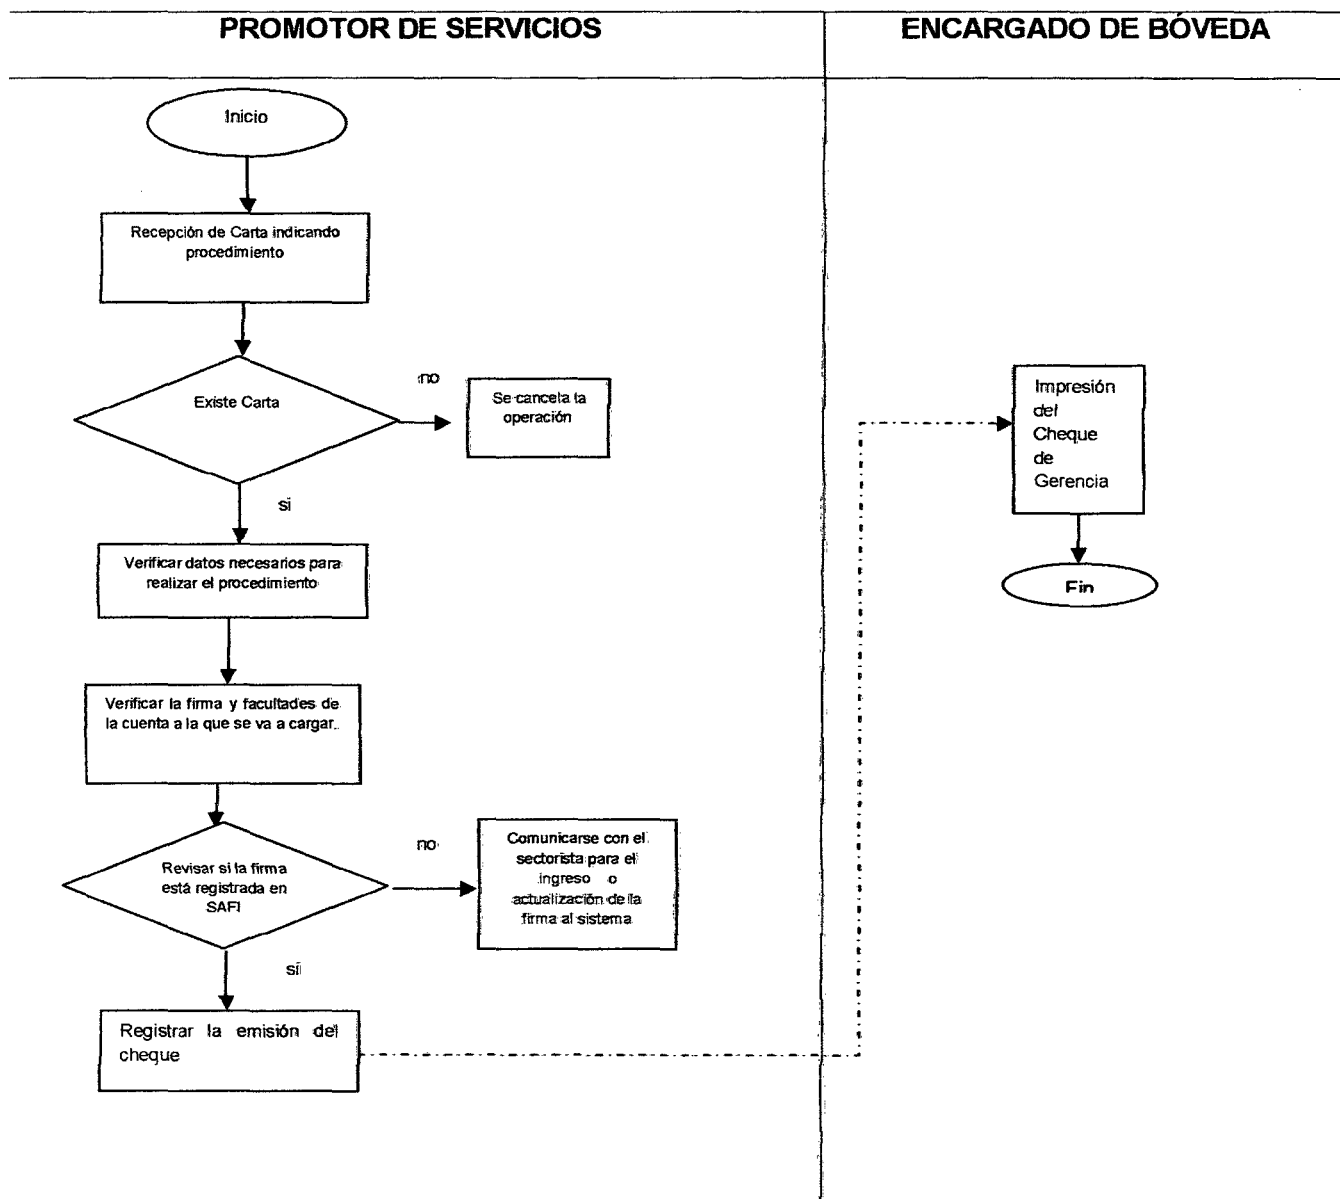 PROMOTOR DE SERVICIOS
ENCARGADO DE BÓVEDA
Inicio
Recepción de Carta indicando
procedimiento
Existe Carta
no
Se cancela la
operación
si
Verificar datos necesarios para
realizar el procedimiento
Verificar la firma y facultades de
la cuenta a la que se va a cargar.
Revisar si la firma
está registrada en
SAFI
no
Comunicarse con el
sectorista para el
ingreso o
actualización de la
firma al sistema
sí
Registrar la emisión del
cheque
Impresión
del
Cheque
de
Gerencia
Fin